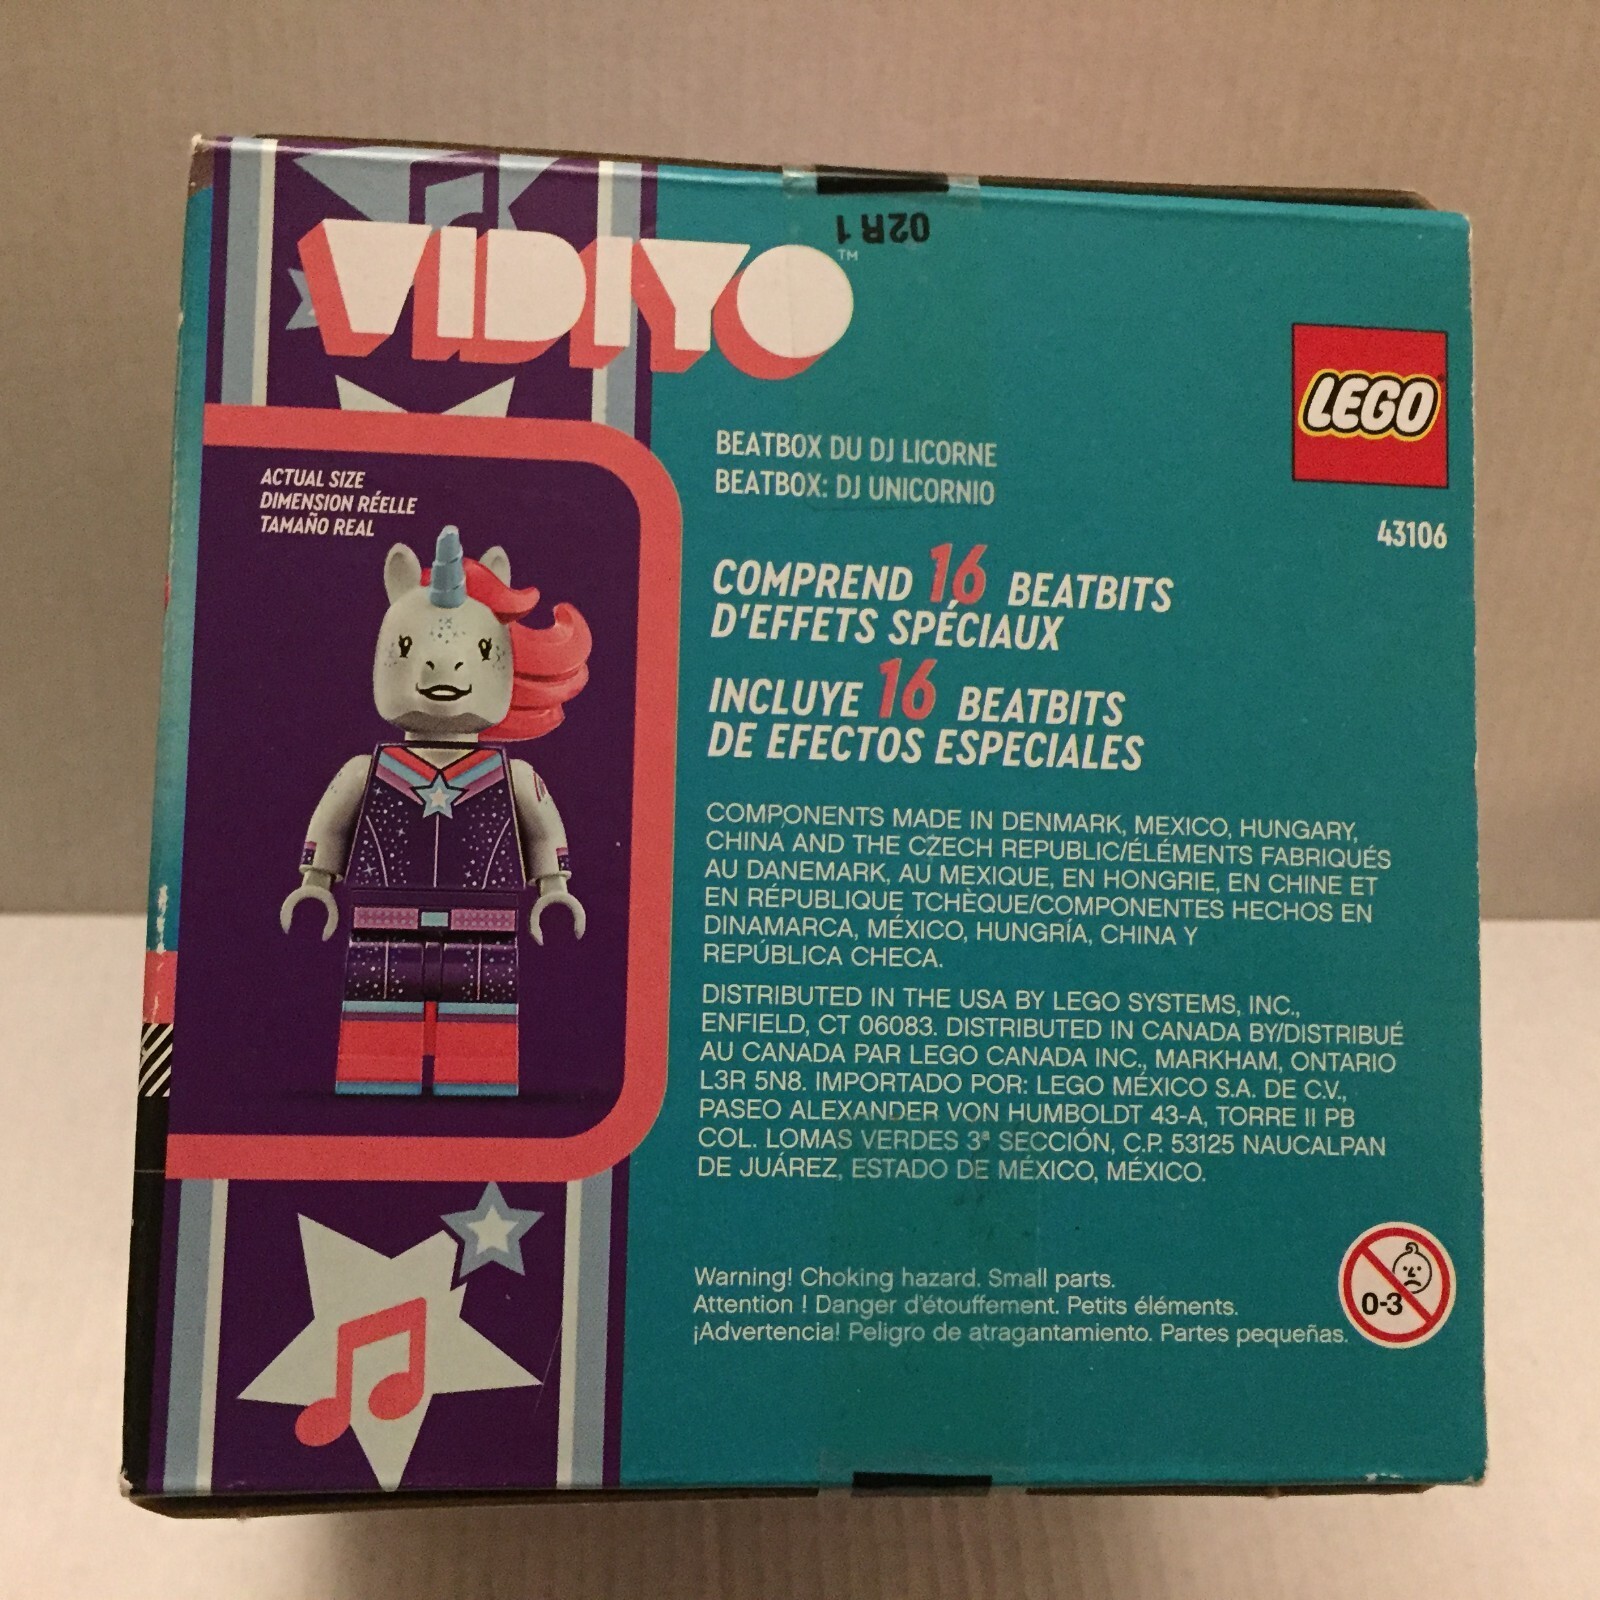 02R1
VIDIYO™
LEGO
43106
BEATBOX DU DJ LICORNE
BEATBOX: DJ UNICORNIO
ACTUAL SIZE
DIMENSION RÉELLE
TAMAÑO REAL
COMPREND 16 BEATBITS
D'EFFETS SPÉCIAUX
INCLUYE 16 BEATBITS
DE EFECTOS ESPECIALES
COMPONENTS MADE IN DENMARK, MEXICO, HUNGARY,
CHINA AND THE CZECH REPUBLIC/ÉLÉMENTS FABRIQUÉS
AU DANEMARK, AU MEXIQUE, EN HONGRIE, EN CHINE ET
EN RÉPUBLIQUE TCHÈQUE/COMPONENTES HECHOS EN
DINAMARCA, MÉXICO, HUNGRÍA, CHINA Y
REPÚBLICA CHECA.
DISTRIBUTED IN THE USA BY LEGO SYSTEMS, INC.,
ENFIELD, CT 06083. DISTRIBUTED IN CANADA BY/DISTRIBUÉ
AU CANADA PAR LEGO CANADA INC., MARKHAM, ONTARIO
L3R 5N8. IMPORTADO POR: LEGO MÉXICO S.A. DE C.V.,
PASEO ALEXANDER VON HUMBOLDT 43-A, TORRE II PB
COL. LOMAS VERDES 3ª SECCIÓN, C.P. 53125 NAUCALPAN
DE JUÁREZ, ESTADO DE MÉXICO, MÉXICO.
Warning! Choking hazard. Small parts.
Attention ! Danger d'étouffement. Petits éléments.
¡Advertencia! Peligro de atragantamiento. Partes pequeñas.
0-3